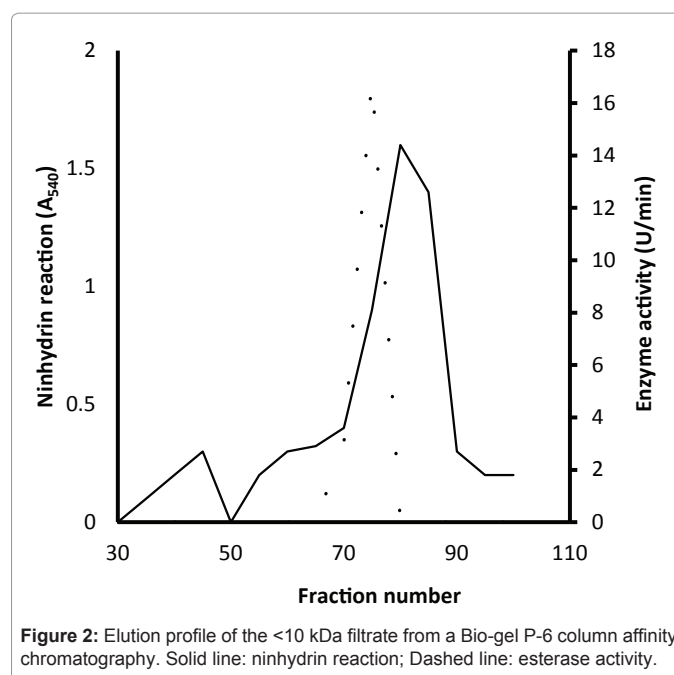 2
1.5
1
0.5
0
Ninhydrin reaction (A540)
18
16
14
12
10
8
6
4
2
0
Enzyme activity (U/min)
30 50 70 90 110
Fraction number
Figure 2: Elution profile of the <10 kDa filtrate from a Bio-gel P-6 column affinity
chromatography. Solid line: ninhydrin reaction; Dashed line: esterase activity.